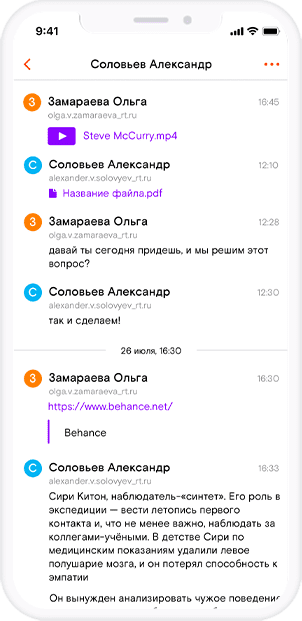 9:41
Соловьев Александр
З Замараева Ольга 16:45
olga.v.zamaraeva_rt.ru
Steve McCurry.mp4
С Соловьев Александр 12:10
alexander.v.solovyev_rt.ru
Название файла.pdf
З Замараева Ольга 12:28
olga.v.zamaraeva_rt.ru
давай ты сегодня придешь, и мы решим этот
вопрос?
С Соловьев Александр 12:30
alexander.v.solovyev_rt.ru
так и сделаем!
26 июля, 16:30
З Замараева Ольга 16:30
olga.v.zamaraeva_rt.ru
https://www.behance.net/
Behance
С Соловьев Александр 16:33
alexander.v.solovyev_rt.ru
Сири Китон, наблюдатель-«синтет». Его роль в
экспедиции — вести летопись первого
контакта и, что не менее важно, наблюдать за
коллегами-учёными. В детстве Сири по
медицинским показаниям удалили левое
полушарие мозга, и он потерял способность к
эмпатии
Он вынужден анализировать чужое поведени